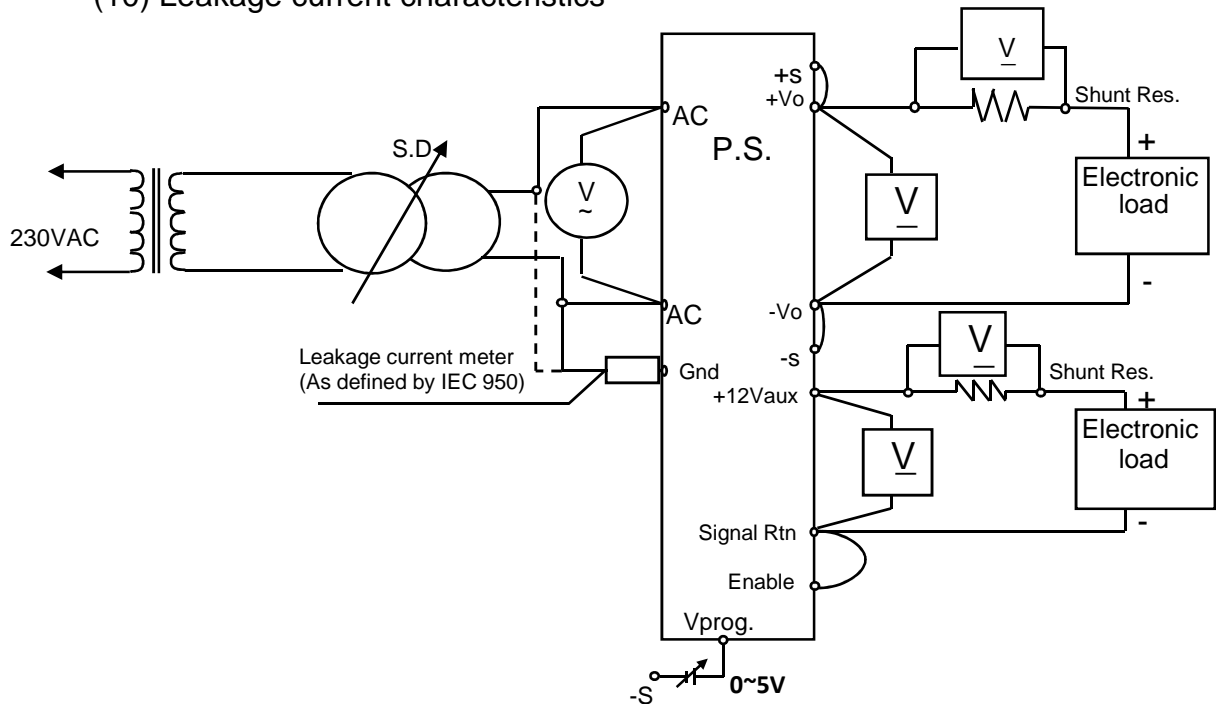 (10) Leakage current characteristics
230VAC
S.D
V
~
Leakage current meter
(As defined by IEC 950)
AC
AC
Gnd
P.S.
+s
+Vo
-Vo
-s
+12Vaux
Signal Rtn
Enable
Vprog.
-S
0~5V
V
Shunt Res.
V
+
Electronic
load
-
V
Shunt Res.
V
+
Electronic
load
-